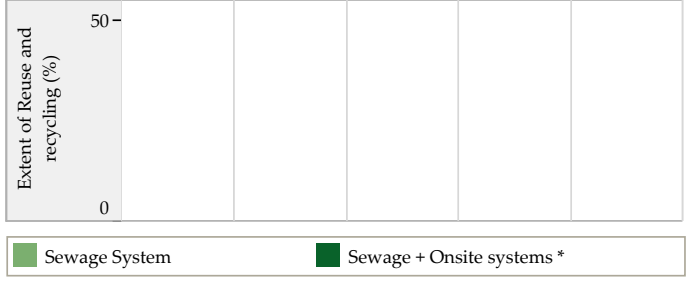 Extent of Reuse and
recycling (%)
50
0
Sewage System
Sewage + Onsite systems *